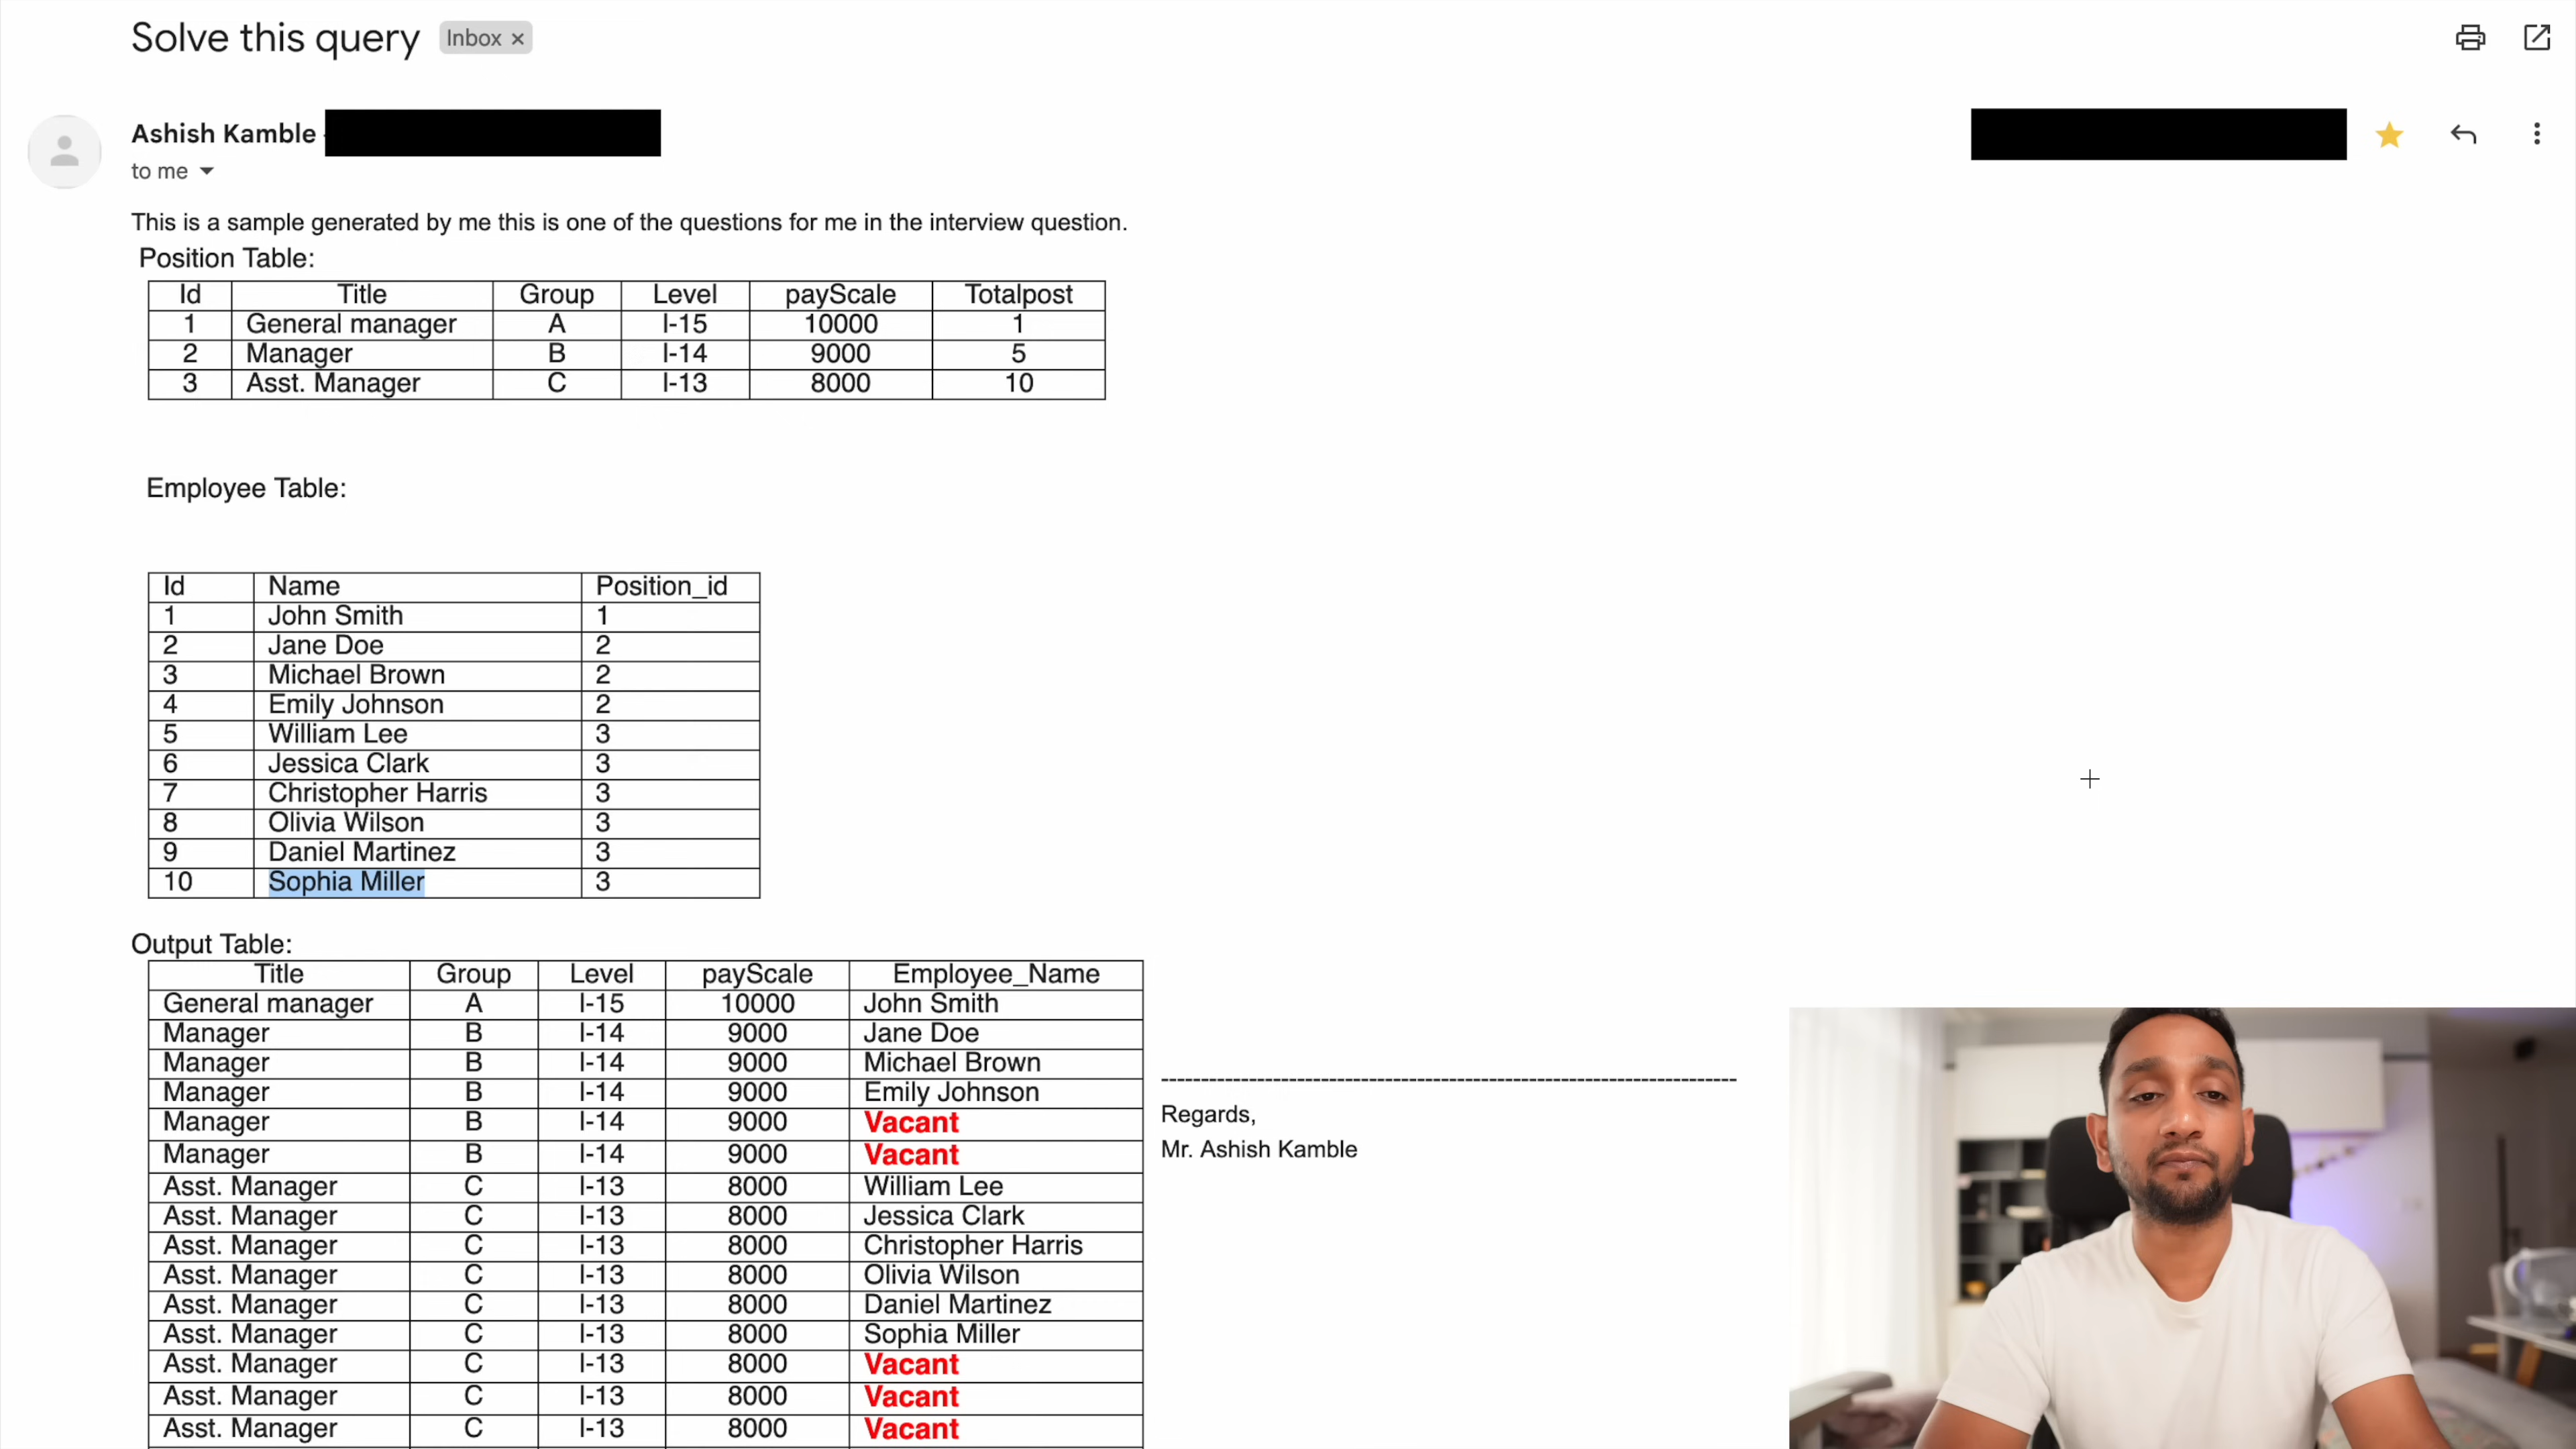 Solve this query Inbox ×
Ashish Kamble
to me
This is a sample generated by me this is one of the questions for me in the interview question.
Position Table:
Id Title Group Level payScale Totalpost
1 General manager A I-15 10000 1
2 Manager B I-14 9000 5
3 Asst. Manager C I-13 8000 10
Employee Table:
Id Name Position_id
1 John Smith 1
2 Jane Doe 2
3 Michael Brown 2
4 Emily Johnson 2
5 William Lee 3
6 Jessica Clark 3
7 Christopher Harris 3
8 Olivia Wilson 3
9 Daniel Martinez 3
10 Sophia Miller 3
Output Table:
Title Group Level payScale Employee_Name
General manager A I-15 10000 John Smith
Manager B I-14 9000 Jane Doe
Manager B I-14 9000 Michael Brown
Manager B I-14 9000 Emily Johnson
Manager B I-14 9000 Vacant
Manager B I-14 9000 Vacant
Asst. Manager C I-13 8000 William Lee
Asst. Manager C I-13 8000 Jessica Clark
Asst. Manager C I-13 8000 Christopher Harris
Asst. Manager C I-13 8000 Olivia Wilson
Asst. Manager C I-13 8000 Daniel Martinez
Asst. Manager C I-13 8000 Sophia Miller
Asst. Manager C I-13 8000 Vacant
Asst. Manager C I-13 8000 Vacant
Asst. Manager C I-13 8000 Vacant
Regards,
Mr. Ashish Kamble